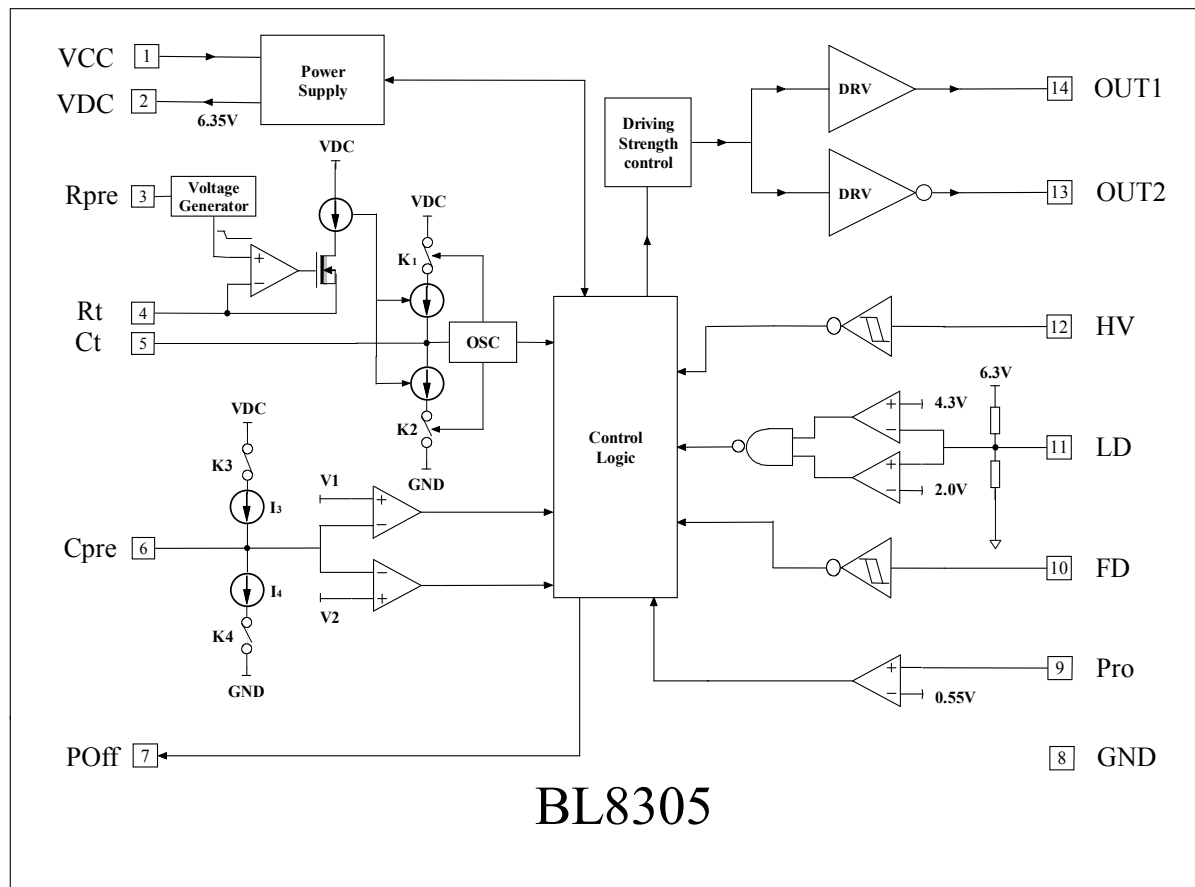 VCC
1
Power
Supply
VDC
2
6.35V
Driving
Strength
control
DRV
14
OUT1
DRV
13
OUT2
VDC
Rpre
3
Voltage
Generator
VDC
+
K1
−
Rt
4
Ct
5
OSC
K2
GND
12
HV
6.3V
+
4.3V
−
11
LD
+
−
2.0V
Control
Logic
VDC
K3
I3
V1
+
−
Cpre
6
I4
−
V2
+
K4
GND
10
FD
+
9
Pro
−
0.55V
POff
7
8
GND
BL8305